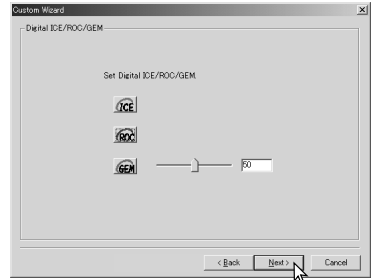 Custom Wizard
Digital ICE/ROC/GEM
Set Digital ICE/ROC/GEM.
ICE
ROC
GEM
50
< Back
Next >
Cancel